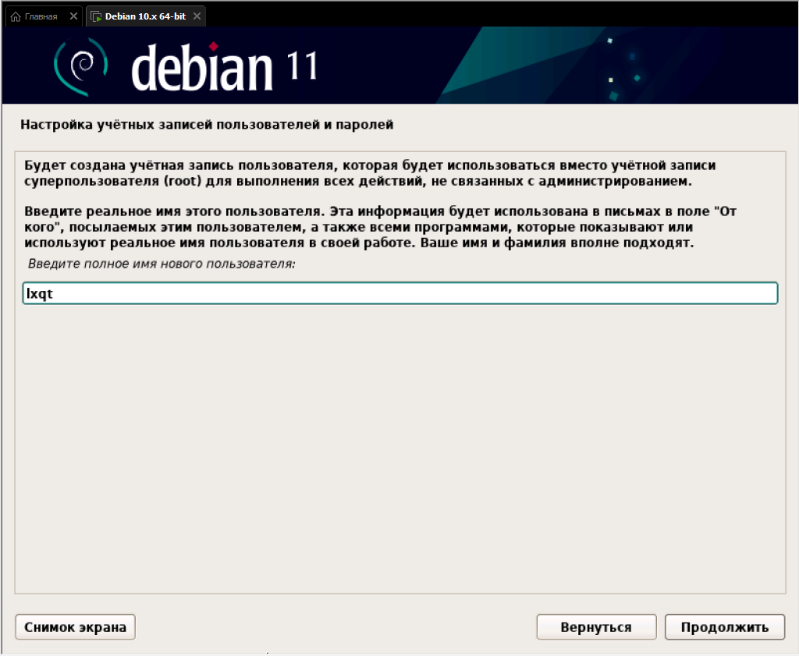 Главная
Debian 10.x 64-bit
debian 11
Настройка учётных записей пользователей и паролей
Будет создана учётная запись пользователя, которая будет использоваться вместо учётной записи
суперпользователя (root) для выполнения всех действий, не связанных с администрированием.
Введите реальное имя этого пользователя. Эта информация будет использована в письмах в поле "От
кого", посылаемых этим пользователем, а также всеми программами, которые показывают или
используют реальное имя пользователя в своей работе. Ваше имя и фамилия вполне подходят.
Введите полное имя нового пользователя:
lxqt
Снимок экрана
Вернуться
Продолжить